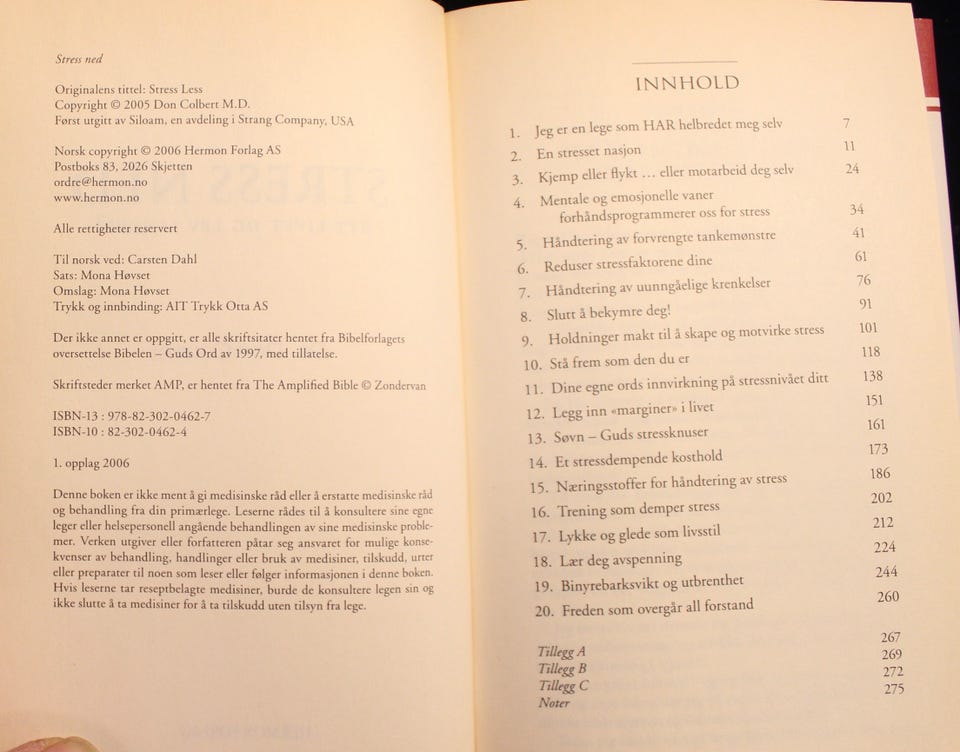 Stress ned
Originalens tittel: Stress Less
Copyright © 2005 Don Colbert M.D.
Først utgitt av Siloam, en avdeling i Strang Company, USA
Norsk copyright © 2006 Hermon Forlag AS
Postboks 83, 2026 Skjetten
ordre@hermon.no
www.hermon.no
Alle rettigheter reservert
Til norsk ved: Carsten Dahl
Sats: Mona Høvset
Omslag: Mona Høvset
Trykk og innbinding: AIT Trykk Otta AS
Der ikke annet er oppgitt, er alle skriftsitater hentet fra Bibelforlagets
oversettelse Bibelen – Guds Ord av 1997, med tillatelse.
Skriftsteder merket AMP, er hentet fra The Amplified Bible © Zondervan
ISBN-13 : 978-82-302-0462-7
ISBN-10 : 82-302-0462-4
1. opplag 2006
Denne boken er ikke ment å gi medisinske råd eller å erstatte medisinske råd
og behandling fra din primærlege. Leserne rådes til å konsultere sine egne
leger eller helsepersonell angående behandlingen av sine medisinske proble-
mer. Verken utgiver eller forfatteren påtar seg ansvaret for mulige konse-
kvenser av behandling, handlinger eller bruk av medisiner, tilskudd, urter
eller preparater til noen som leser eller følger informasjonen i denne boken.
Hvis leserne tar reseptbelagte medisiner, burde de konsultere legen sin og
ikke slutte å ta medisiner for å ta tilskudd uten tilsyn fra lege.
INNHOLD
1. Jeg er en lege som HAR helbredet meg selv 7
2. En stresset nasjon 11
3. Kjemp eller flykt … eller motarbeid deg selv 24
4. Mentale og emosjonelle vaner
forhåndsprogrammerer oss for stress 34
5. Håndtering av forvrengte tankemønstre 41
6. Reduser stressfaktorene dine 61
7. Håndtering av uunngåelige krenkelser 76
8. Slutt å bekymre deg! 91
9. Holdninger makt til å skape og motvirke stress 101
10. Stå frem som den du er 118
11. Dine egne ords innvirkning på stressnivået ditt 138
12. Legg inn «marginer» i livet 151
13. Søvn – Guds stressknuser 161
14. Et stressdempende kosthold 173
15. Næringsstoffer for håndtering av stress 186
16. Trening som demper stress 202
17. Lykke og glede som livsstil 212
18. Lær deg avspenning 224
19. Binyrebarksvikt og utbrenthet 244
20. Freden som overgår all forstand 260
Tillegg A 267
Tillegg B 269
Tillegg C 272
Noter 275